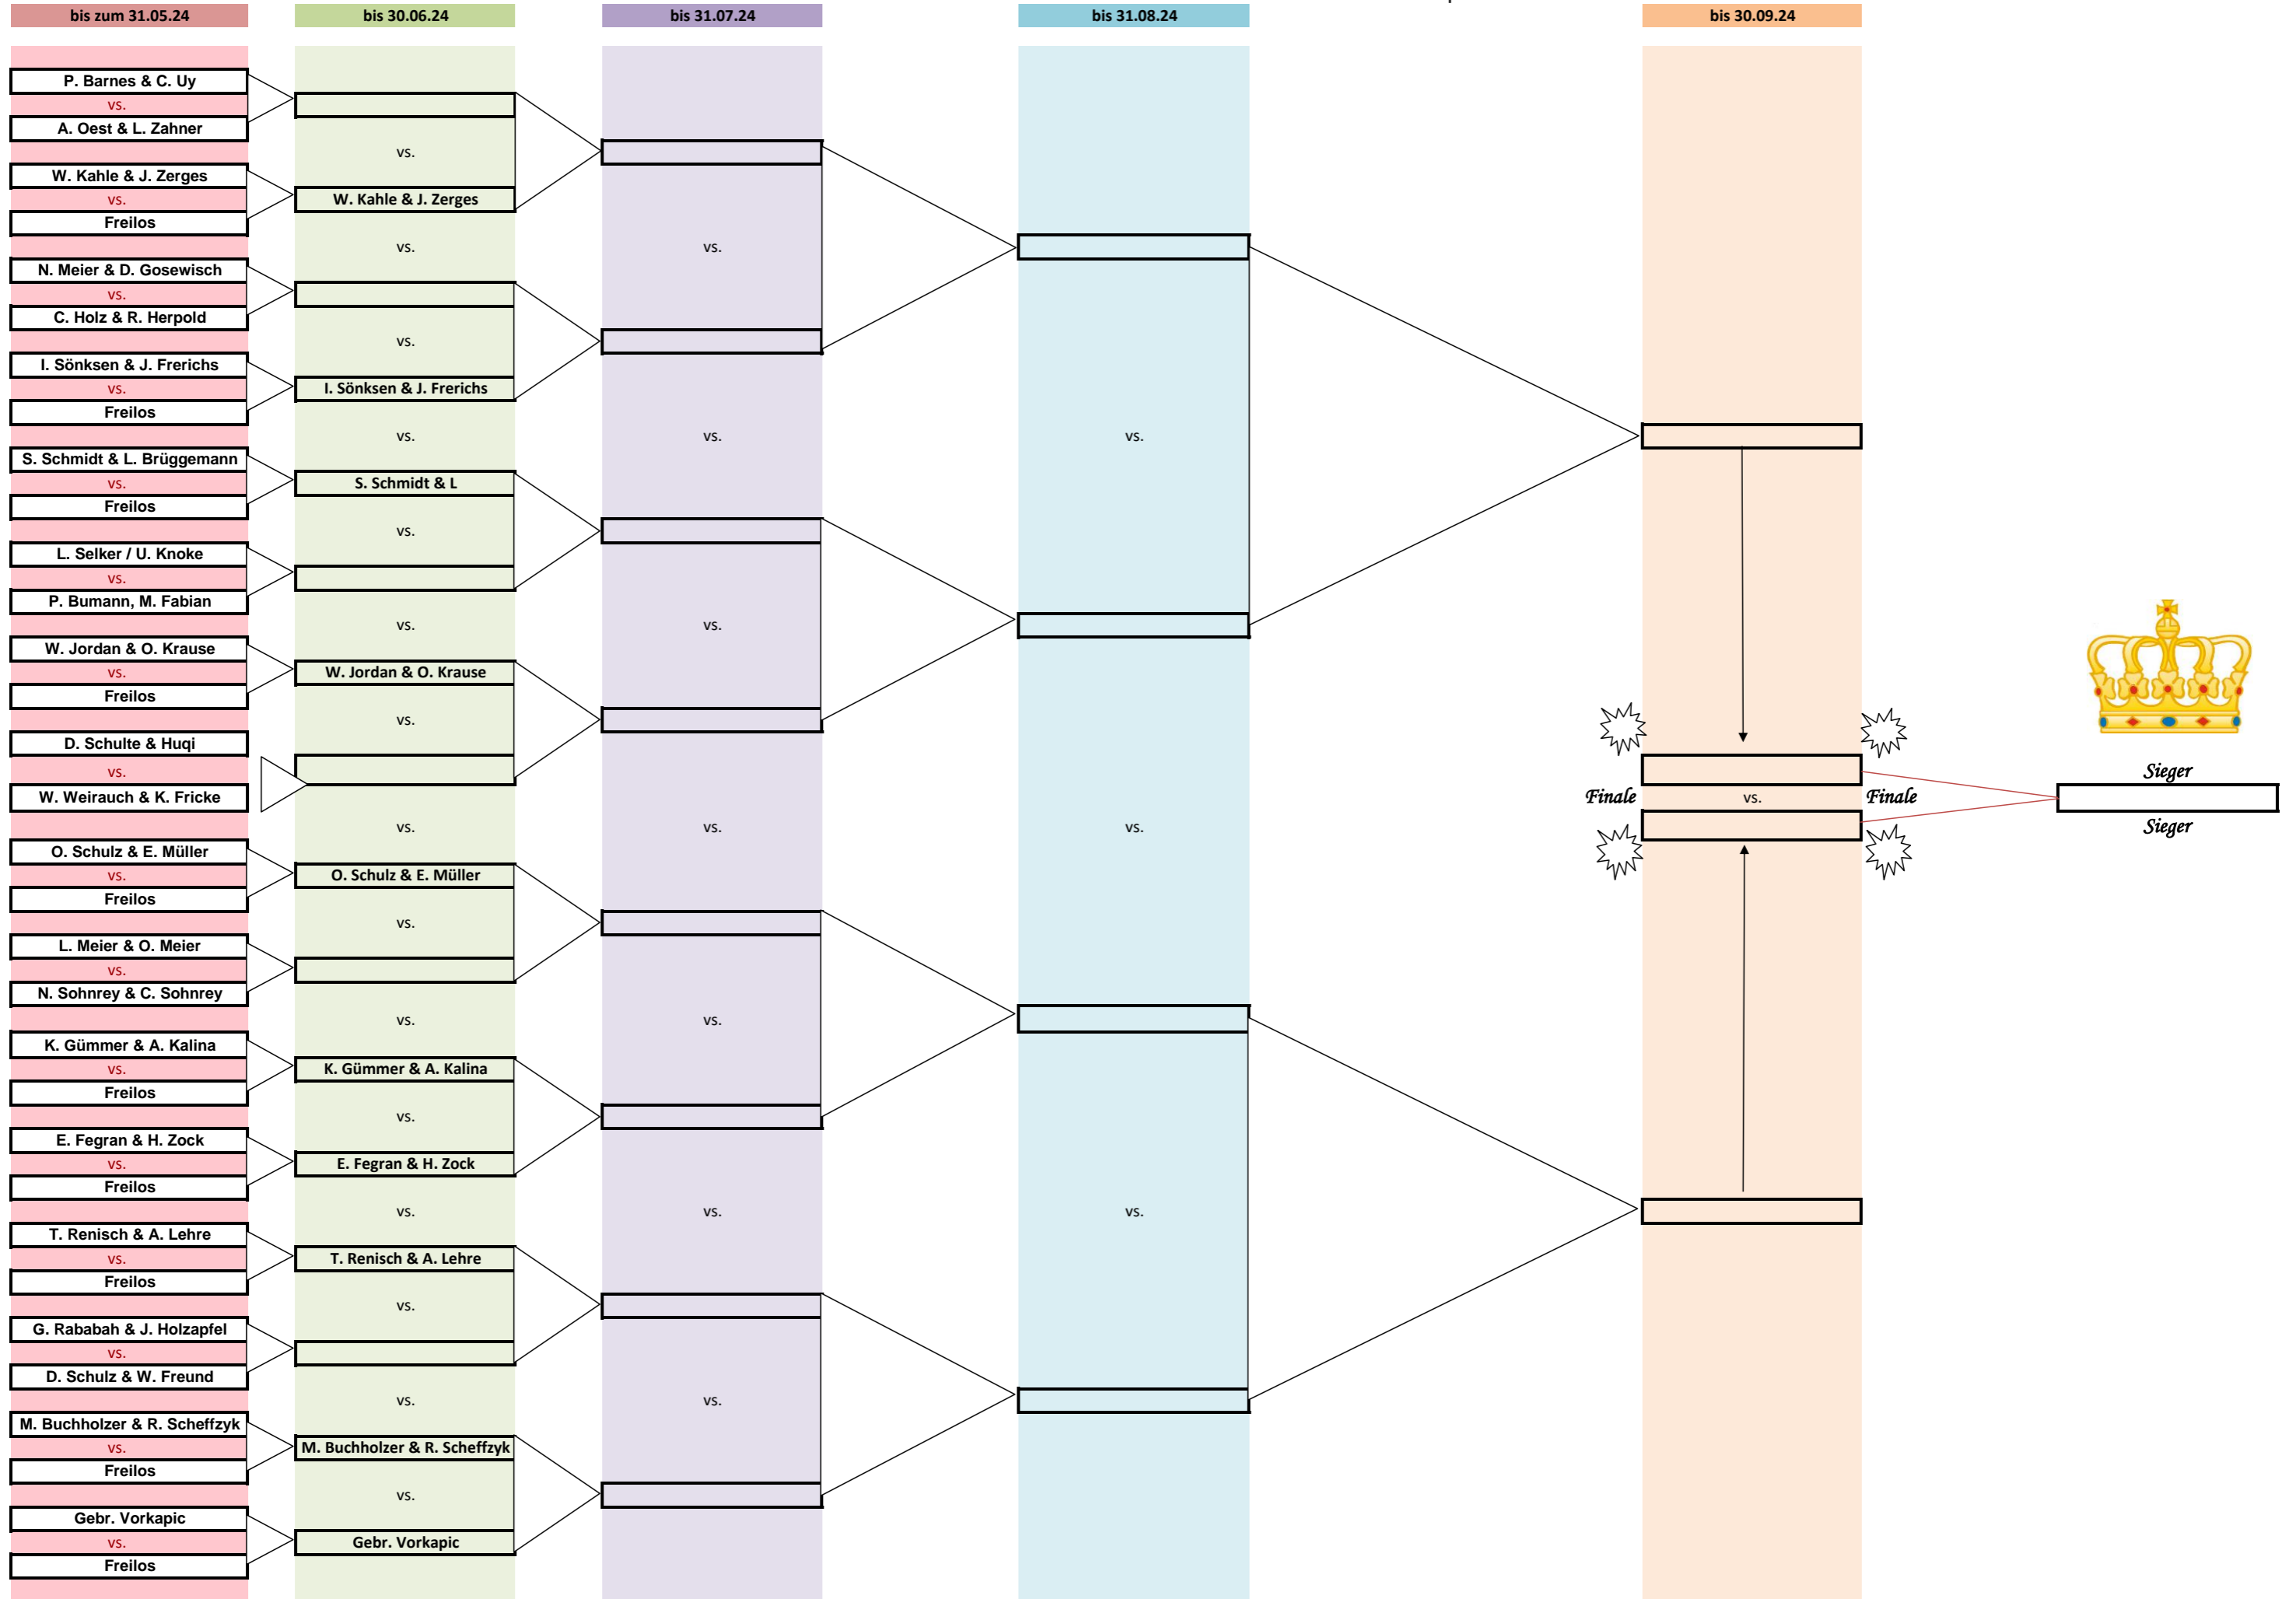 bis zum 31.05.24
bis 30.06.24
bis 31.07.24
bis 31.08.24
bis 30.09.24
P. Barnes & C. Uy
vs.
A. Oest & L. Zahner
W. Kahle & J. Zerges
vs.
Freilos
N. Meier & D. Gosewisch
vs.
C. Holz & R. Herpold
I. Sönksen & J. Frerichs
vs.
Freilos
S. Schmidt & L. Brüggemann
vs.
Freilos
L. Selker / U. Knoke
vs.
P. Bumann, M. Fabian
W. Jordan & O. Krause
vs.
Freilos
D. Schulte & Huqi
vs.
W. Weirauch & K. Fricke
O. Schulz & E. Müller
vs.
Freilos
L. Meier & O. Meier
vs.
N. Sohnrey & C. Sohnrey
K. Gümmer & A. Kalina
vs.
Freilos
E. Fegran & H. Zock
vs.
Freilos
T. Renisch & A. Lehre
vs.
Freilos
G. Rababah & J. Holzapfel
vs.
D. Schulz & W. Freund
M. Buchholzer & R. Scheffzyk
vs.
Freilos
Gebr. Vorkapic
vs.
Freilos
vs.
W. Kahle & J. Zerges
vs.
vs.
I. Sönksen & J. Frerichs
vs.
S. Schmidt & L
vs.
vs.
W. Jordan & O. Krause
vs.
vs.
O. Schulz & E. Müller
vs.
vs.
K. Gümmer & A. Kalina
vs.
E. Fegran & H. Zock
vs.
T. Renisch & A. Lehre
vs.
vs.
M. Buchholzer & R. Scheffzyk
vs.
Gebr. Vorkapic
vs.
vs.
vs.
vs.
vs.
vs.
vs.
vs.
vs.
vs.
Finale
vs.
Finale
Sieger
Sieger